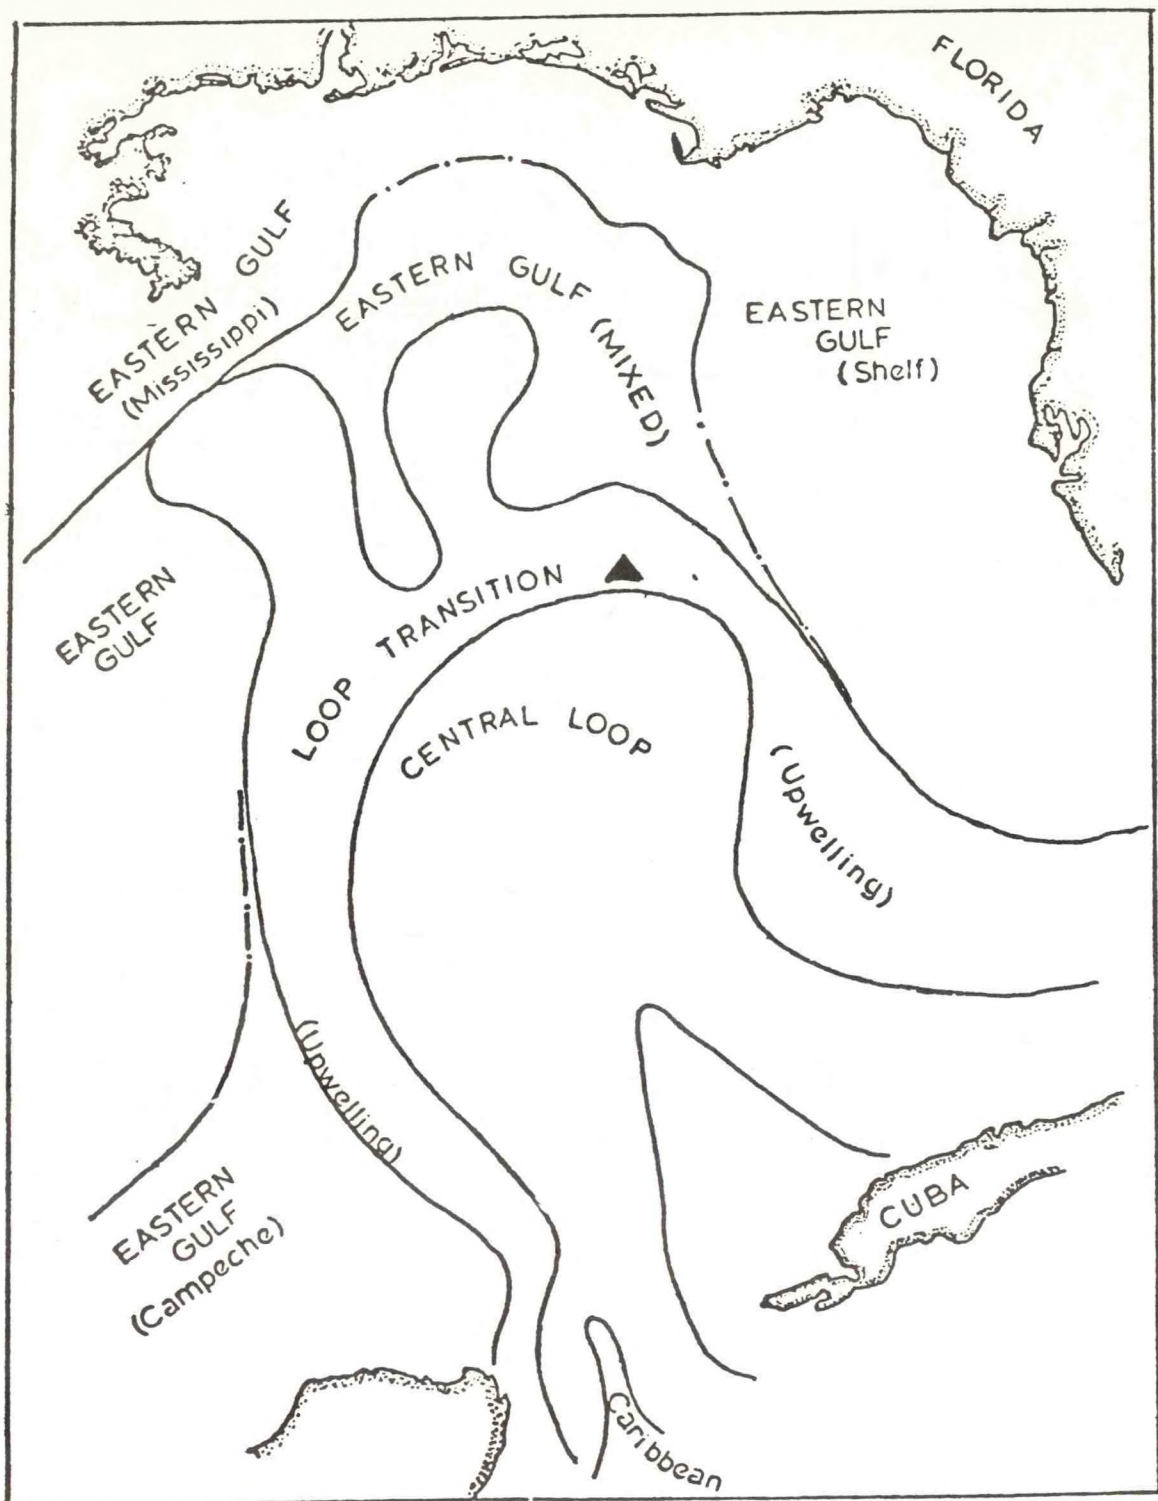 FLORIDA
EASTERN GULF
(Mississippi)
EASTERN GULF
(MIXED)
EASTERN
GULF
(Shelf)
EASTERN
GULF
LOOP TRANSITION
CENTRAL LOOP
(Upwelling)
(Upwelling)
EASTERN
GULF
(Campeche)
CUBA
Caribbean